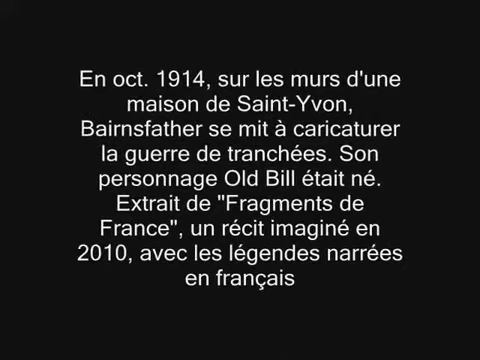 En oct. 1914, sur les murs d'une
maison de Saint-Yvon,
Bairnsfather se mit à caricaturer
la guerre de tranchées. Son
personnage Old Bill était né.
Extrait de "Fragments de
France", un récit imaginé en
2010, avec les légendes narrées
en français